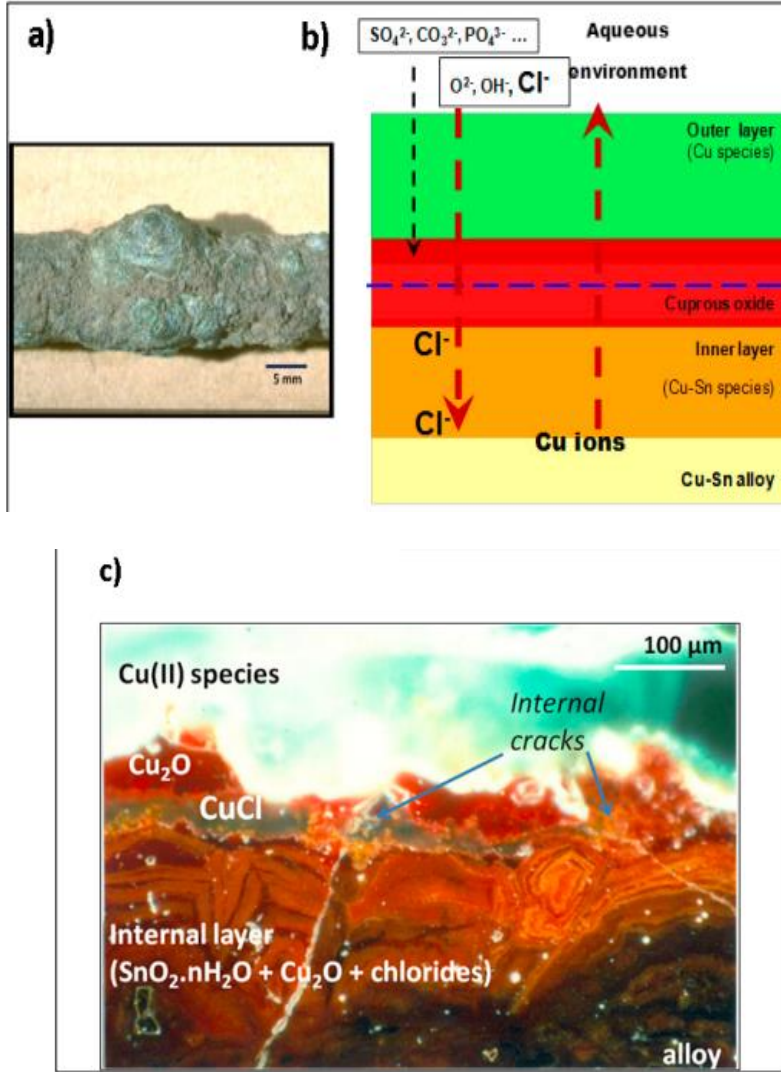 a)
b)
SO₄²⁻, CO₃²⁻, PO₄³⁻ ...
Aqueous
environment
O²⁻, OH⁻, Cl⁻
Outer layer
(Cu species)
Cuprous oxide
Cl⁻
Inner layer
(Cu-Sn species)
Cl⁻
Cu ions
Cu-Sn alloy
5 mm
c)
100 µm
Cu(II) species
Internal
cracks
Cu₂O
CuCl
Internal layer
(SnO₂.nH₂O + Cu₂O + chlorides)
alloy